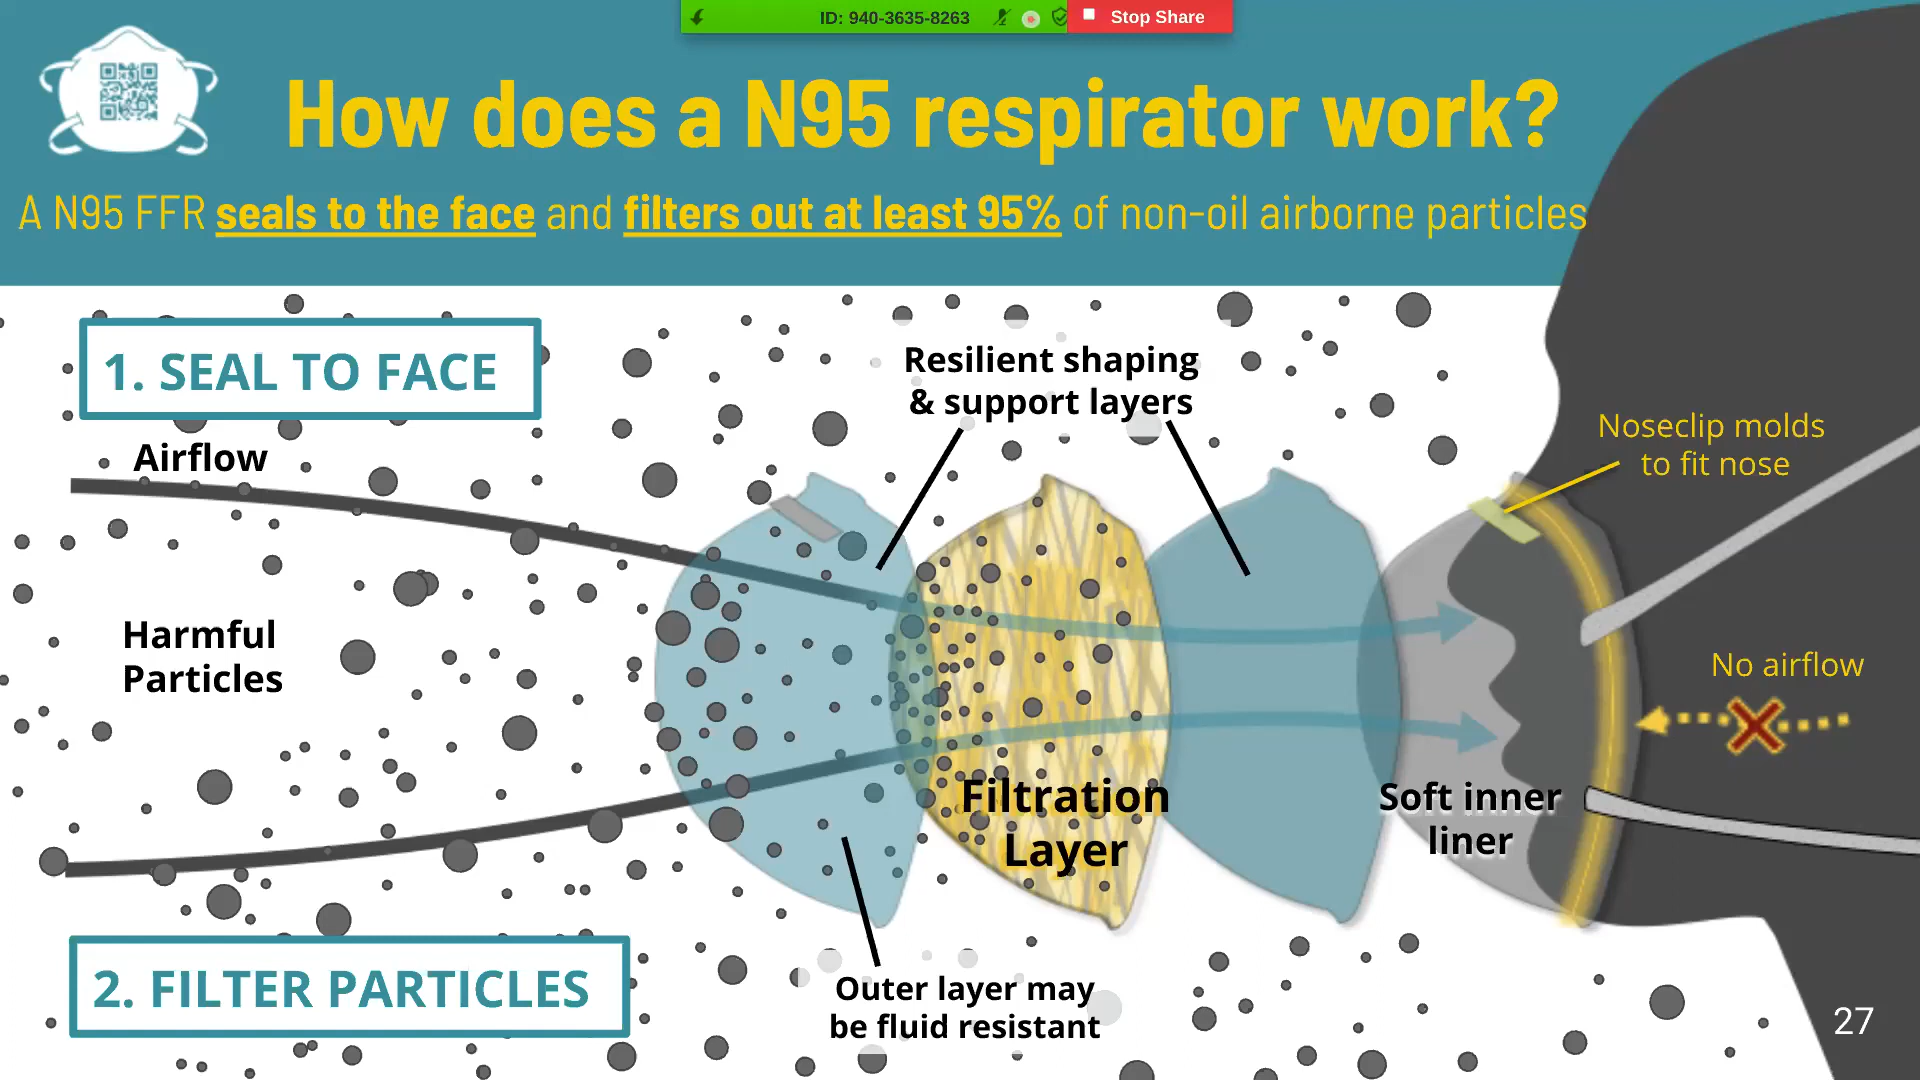 ID: 940-3635-8263
Stop Share
How does a N95 respirator work?
A N95 FFR seals to the face and filters out at least 95% of non-oil airborne particles
1. SEAL TO FACE
Airflow
Harmful
Particles
Resilient shaping
& support layers
Noseclip molds
to fit nose
No airflow
Filtration
Layer
Soft inner
liner
2. FILTER PARTICLES
Outer layer may
be fluid resistant
27